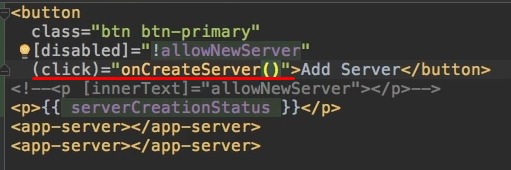 <button
class="btn btn-primary"
[disabled]="!allowNewServer"
(click)="onCreateServer()">Add Server</button>
<!--<p [innerText]="allowNewServer"></p>-->
<p>{{ serverCreationStatus }}</p>
<app-server></app-server>
<app-server></app-server>